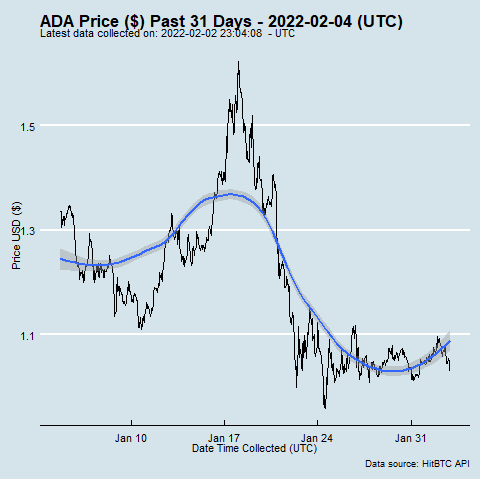 ADA Price ($) Past 31 Days - 2022-02-04 (UTC)
Latest data collected on: 2022-02-02 23:04:08  - UTC
1.5
1.3
1.1
Price USD ($)
Jan 10 Jan 17 Jan 24 Jan 31
Date Time Collected (UTC)
Data source: HitBTC API